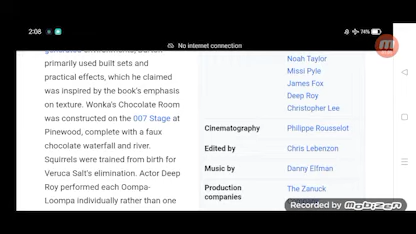 2:08
74%
No internet connection
generated environments, Burton
primarily used built sets and
practical effects, which he claimed
was inspired by the book's emphasis
on texture. Wonka's Chocolate Room
was constructed on the 007 Stage at
Pinewood, complete with a faux
chocolate waterfall and river.
Squirrels were trained from birth for
Veruca Salt's elimination. Actor Deep
Roy performed each Oompa-
Loompa individually rather than one
Noah Taylor
Missi Pyle
James Fox
Deep Roy
Christopher Lee
Cinematography Philippe Rousselot
Edited by Chris Lebenzon
Music by Danny Elfman
Production The Zanuck
companies
Recorded by Mobizen